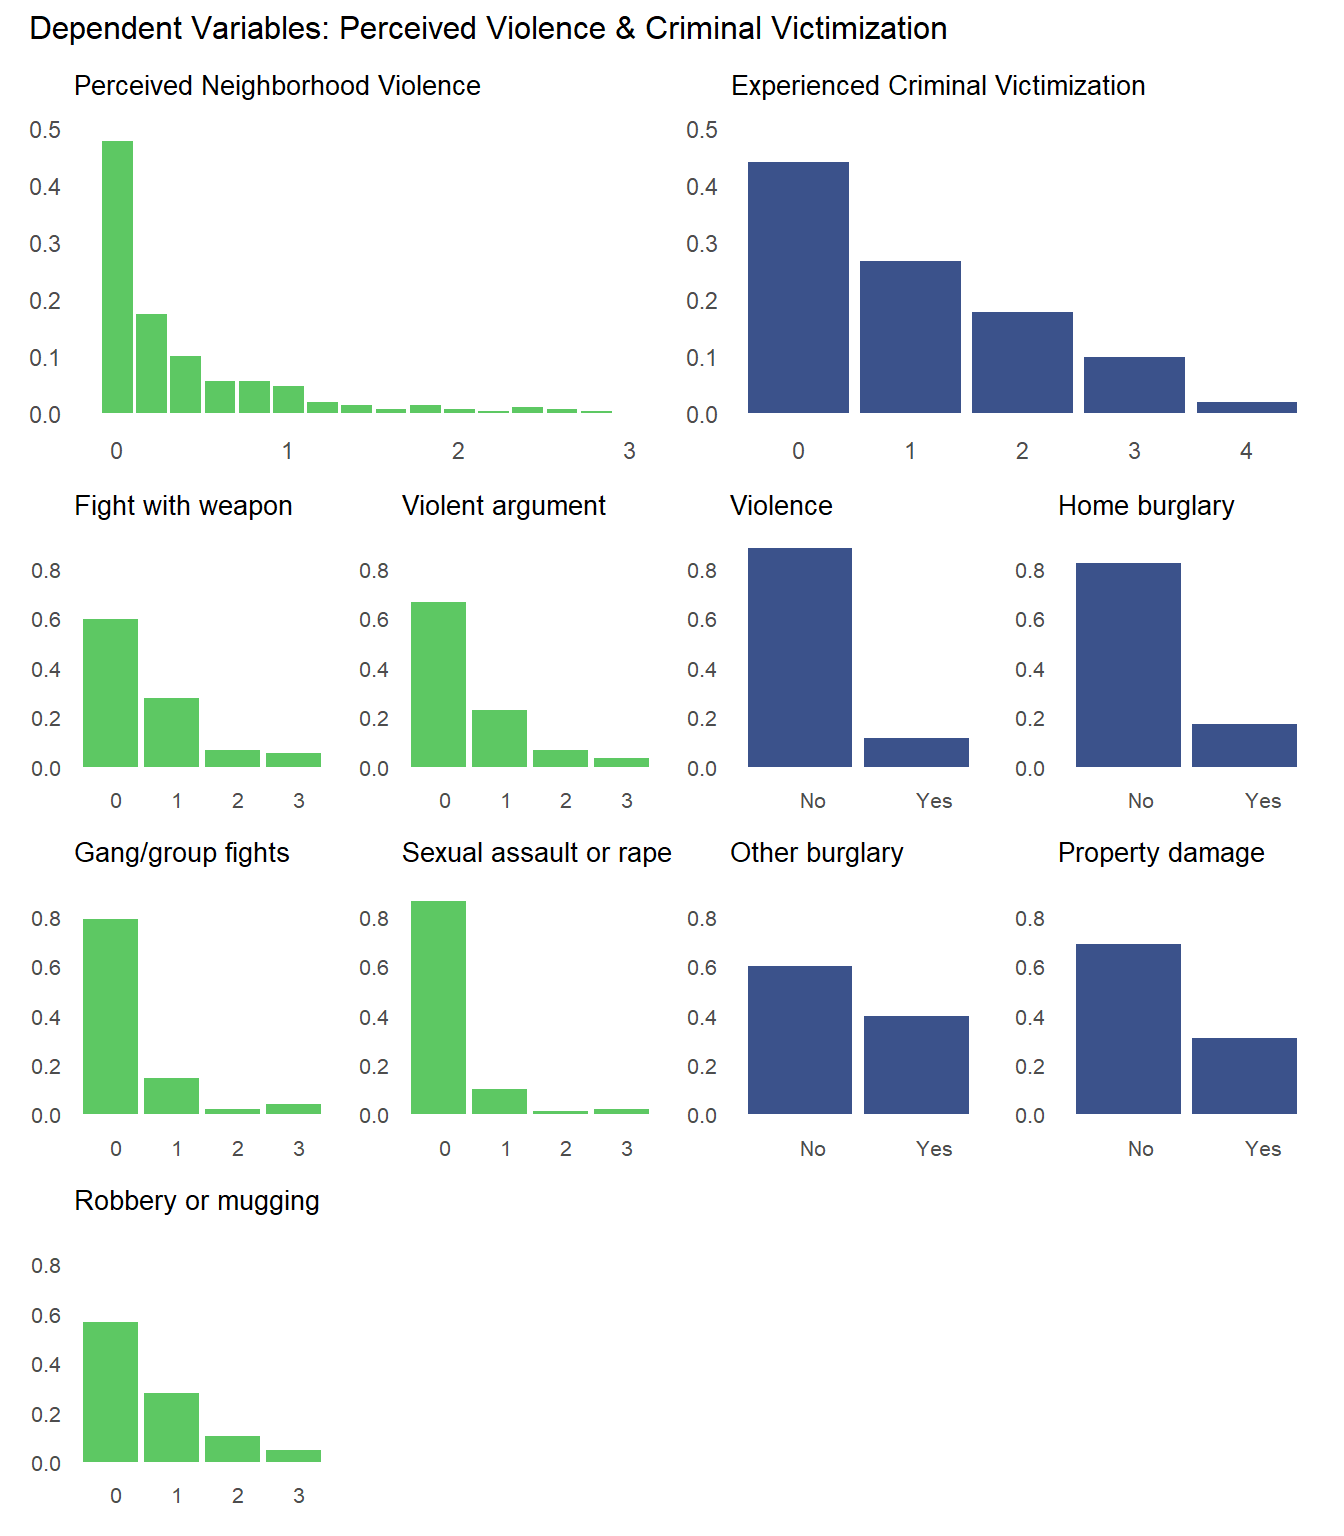 Dependent Variables: Perceived Violence & Criminal Victimization
Perceived Neighborhood Violence
0.5
0.4
0.3
0.2
0.1
0.0
0 1 2 3
Experienced Criminal Victimization
0.5
0.4
0.3
0.2
0.1
0.0
0 1 2 3 4
Fight with weapon
0.8
0.6
0.4
0.2
0.0
0 1 2 3
Violent argument
0.8
0.6
0.4
0.2
0.0
0 1 2 3
Violence
0.8
0.6
0.4
0.2
0.0
No Yes
Home burglary
0.8
0.6
0.4
0.2
0.0
No Yes
Gang/group fights
0.8
0.6
0.4
0.2
0.0
0 1 2 3
Sexual assault or rape
0.8
0.6
0.4
0.2
0.0
0 1 2 3
Other burglary
0.8
0.6
0.4
0.2
0.0
No Yes
Property damage
0.8
0.6
0.4
0.2
0.0
No Yes
Robbery or mugging
0.8
0.6
0.4
0.2
0.0
0 1 2 3